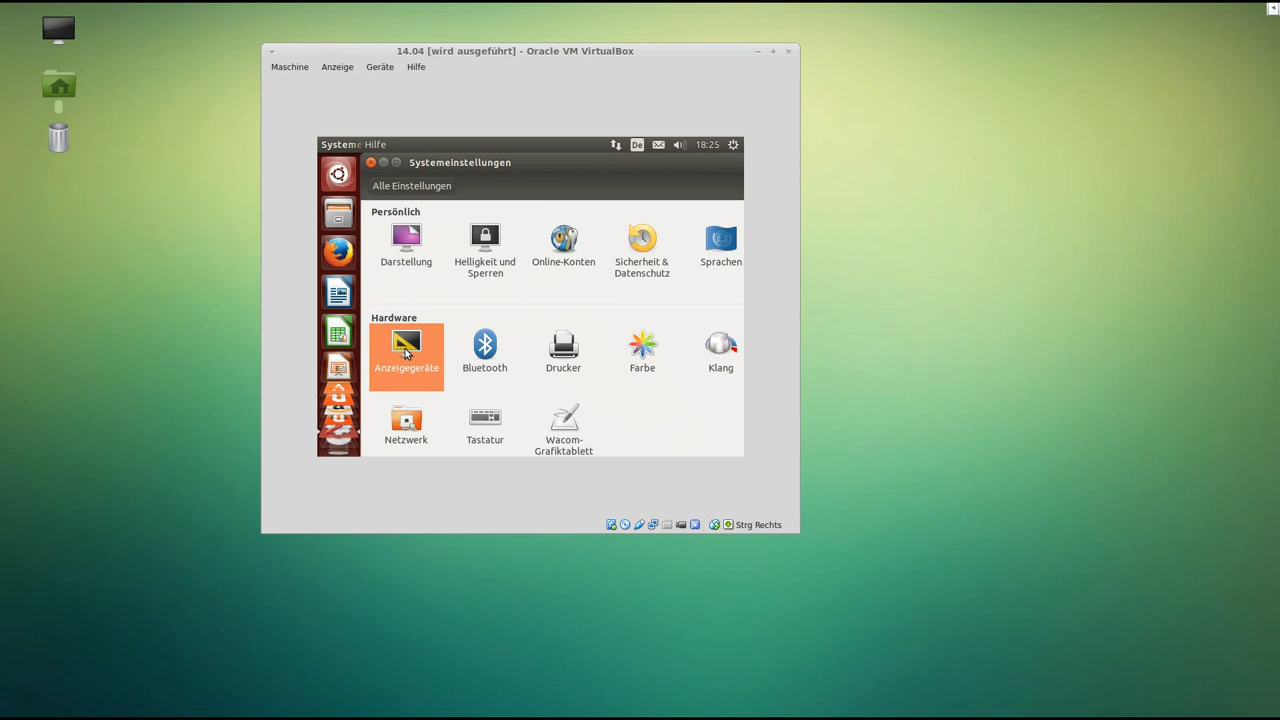 14.04 [wird ausgeführt] - Oracle VM VirtualBox
Maschine Anzeige Geräte Hilfe
Hilfe De 18:25
Systemeinstellungen
Alle Einstellungen
Persönlich
Darstellung
Helligkeit und
Sperren
Online-Konten
Sicherheit &
Datenschutz
Sprachen
Hardware
Anzeigegeräte
Bluetooth
Drucker
Farbe
Klang
Netzwerk
Tastatur
Wacom-
Grafiktablett
Strg Rechts